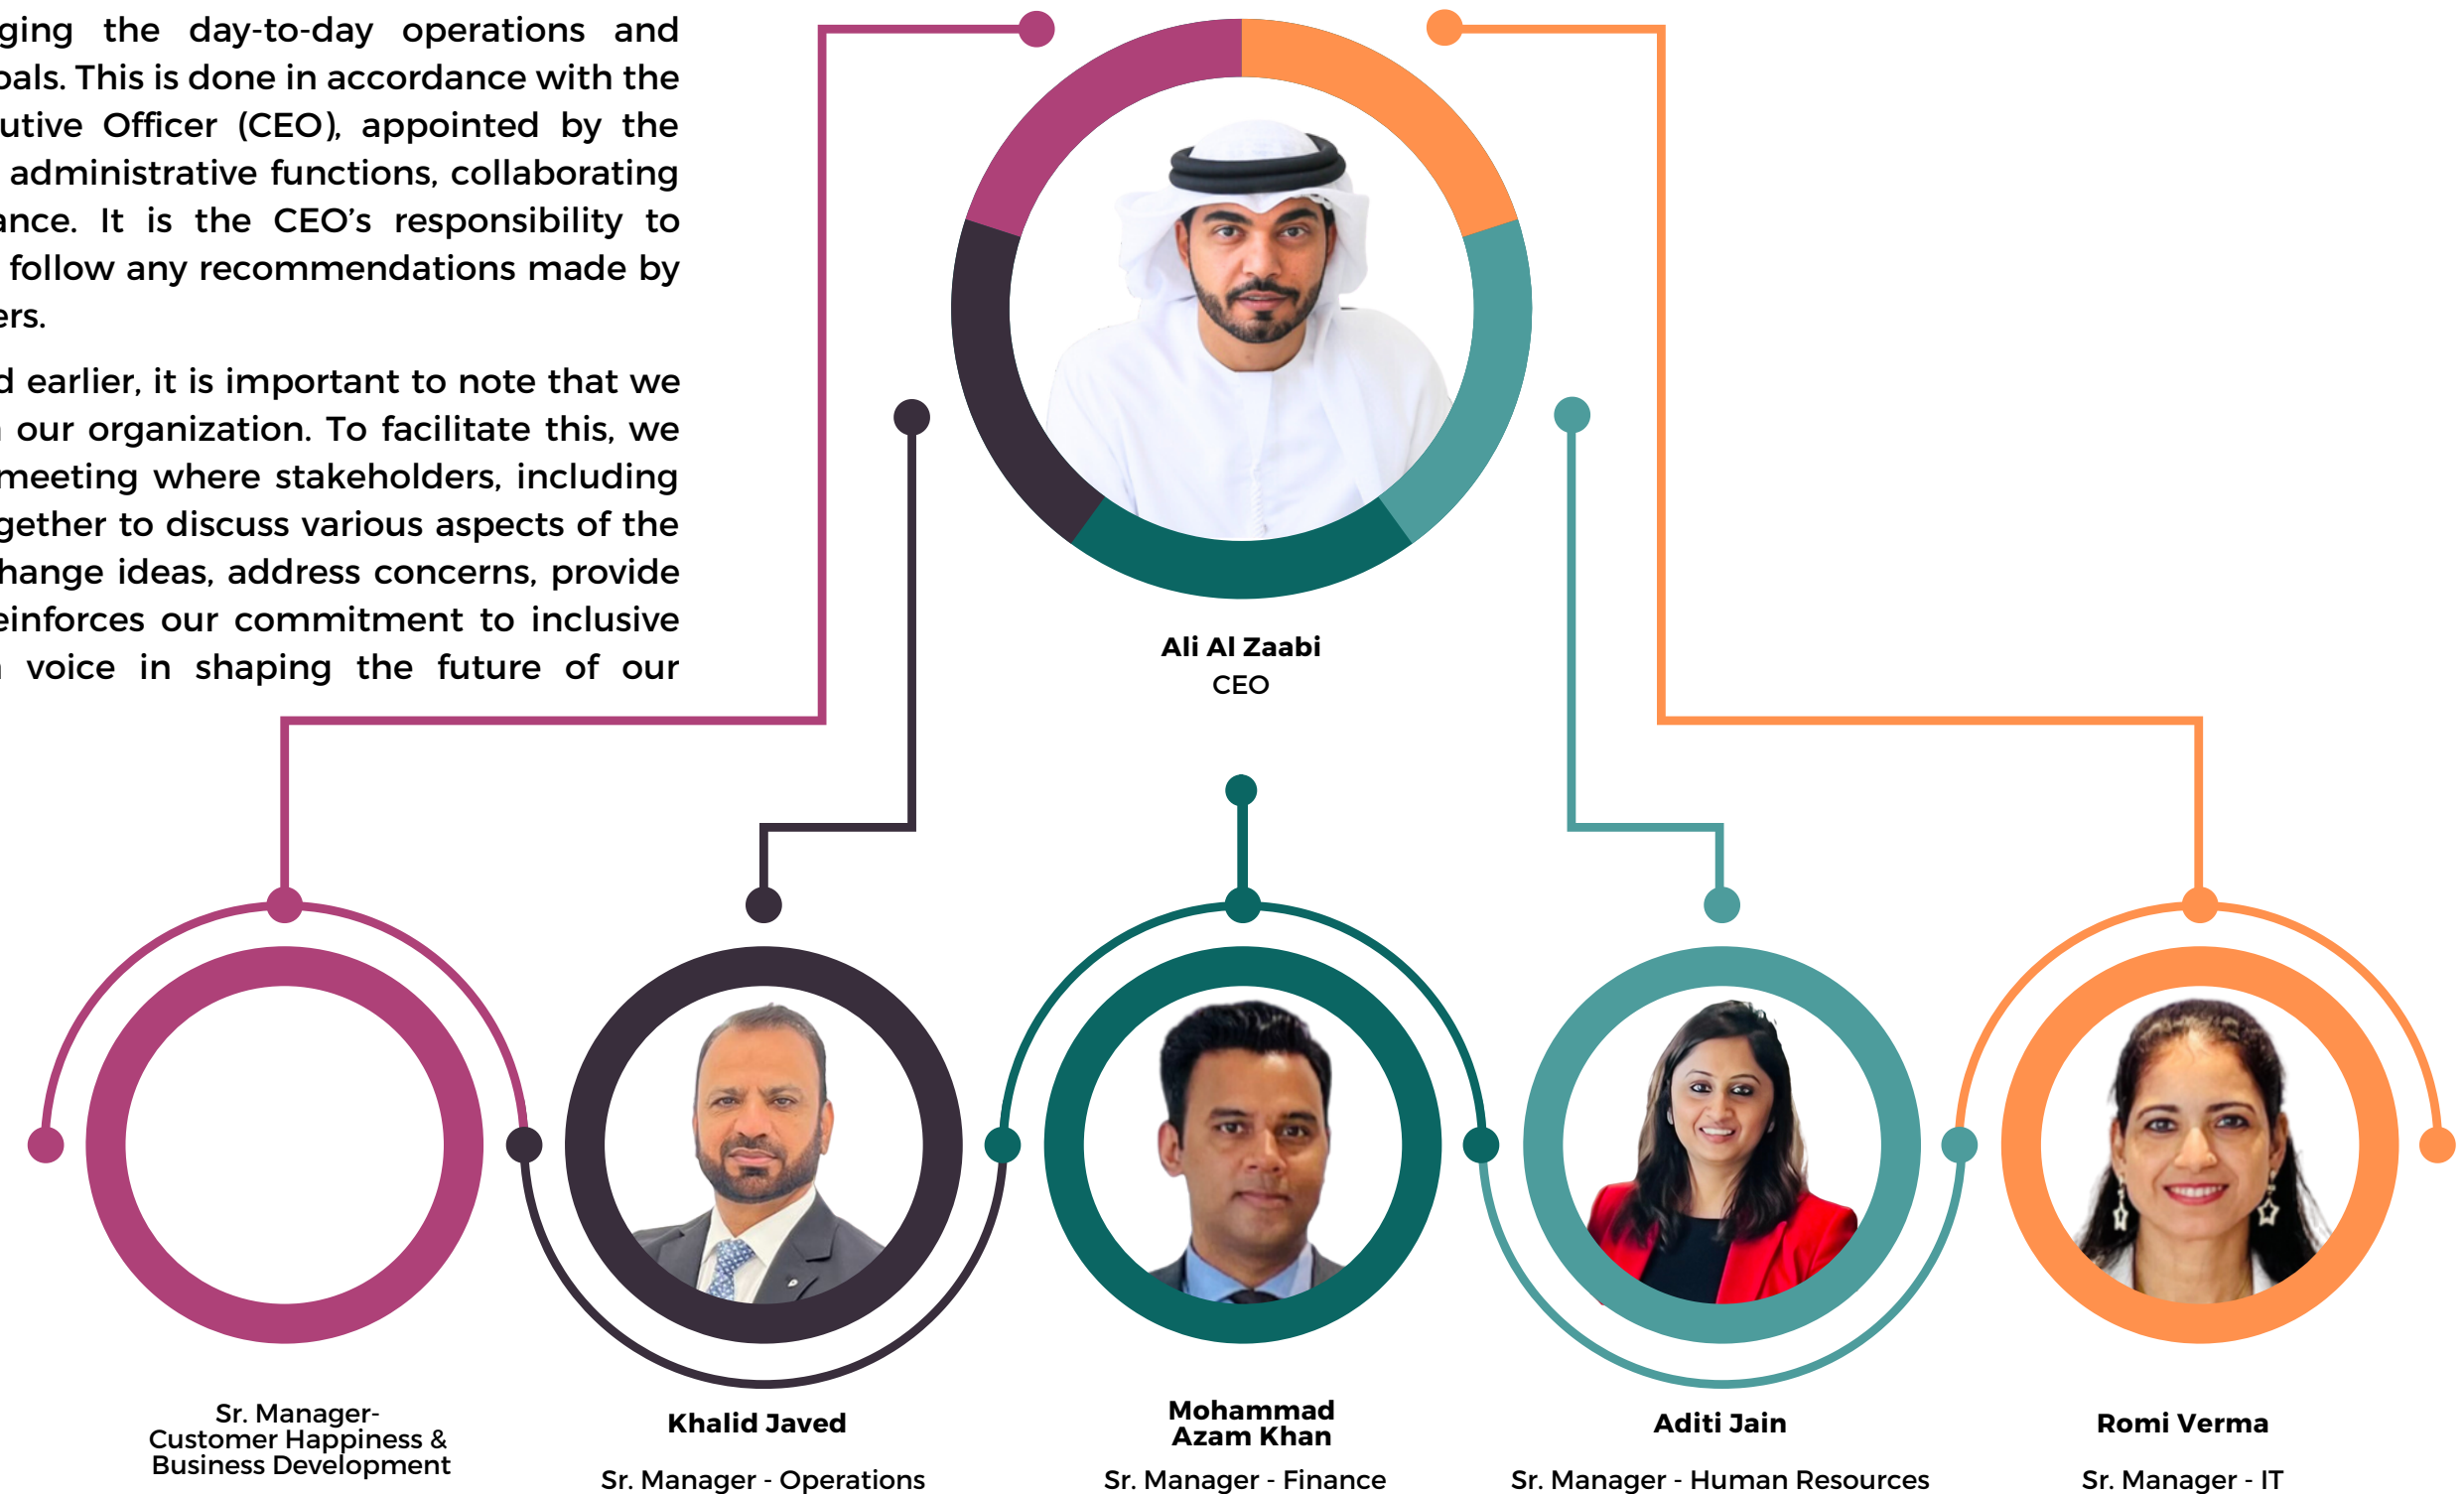 ging the day-to-day operations and
oals. This is done in accordance with the
utive Officer (CEO), appointed by the
administrative functions, collaborating
ance. It is the CEO’s responsibility to
follow any recommendations made by
ers.
d earlier, it is important to note that we
our organization. To facilitate this, we
meeting where stakeholders, including
gether to discuss various aspects of the
hange ideas, address concerns, provide
einforces our commitment to inclusive
voice in shaping the future of our
Ali Al Zaabi
CEO
Sr. Manager-
Customer Happiness &
Business Development
Khalid Javed
Sr. Manager - Operations
Mohammad
Azam Khan
Sr. Manager - Finance
Aditi Jain
Sr. Manager - Human Resources
Romi Verma
Sr. Manager - IT